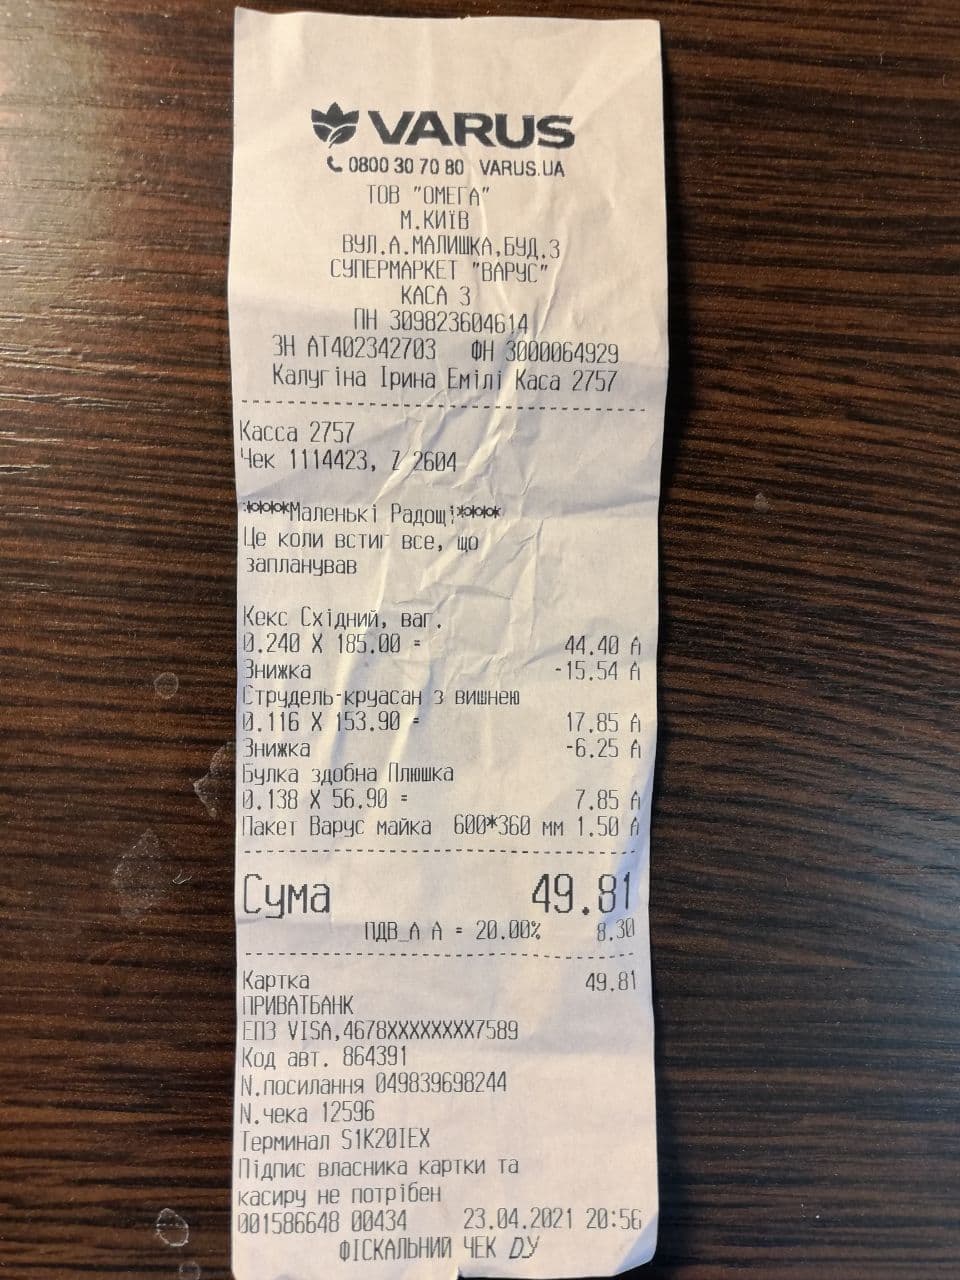 VARUS
0800 30 70 80 VARUS.UA
ТОВ "ОМЕГА"
М.КИЇВ
ВУЛ.А.МАЛИШКА,БУД.3
СУПЕРМАРКЕТ "ВАРУС"
КАСА 3
ПН 309823604614
ЗН АТ402342703 ФН 3000064929
Калугіна Ірина Емілі Каса 2757
Касса 2757
Чек 1114423, Z 2604
****Маленькі Радощі****
Це коли встиг все, що
запланував
Кекс Східний, ваг.
0.240 X 185.00 = 44.40 А
Знижка -15.54 А
Струдель-круасан з вишнею
0.116 X 153.90 = 17.85 А
Знижка -6.25 А
Булка здобна Плюшка
0.138 X 56.90 = 7.85 А
Пакет Варус майка 600*360 мм 1.50 А
Сума 49.81
ПДВ_А А = 20.00% 8.30
Картка 49.81
ПРИВАТБАНК
ЕПЗ VISA,4678XXXXXXXX7589
Код авт. 864391
N.посилання 049839698244
N.чека 12596
Термінал S1K20IEX
Підпис власника картки та
касиру не потрібен
001586648 00434 23.04.2021 20:56
ФІСКАЛЬНИЙ ЧЕК